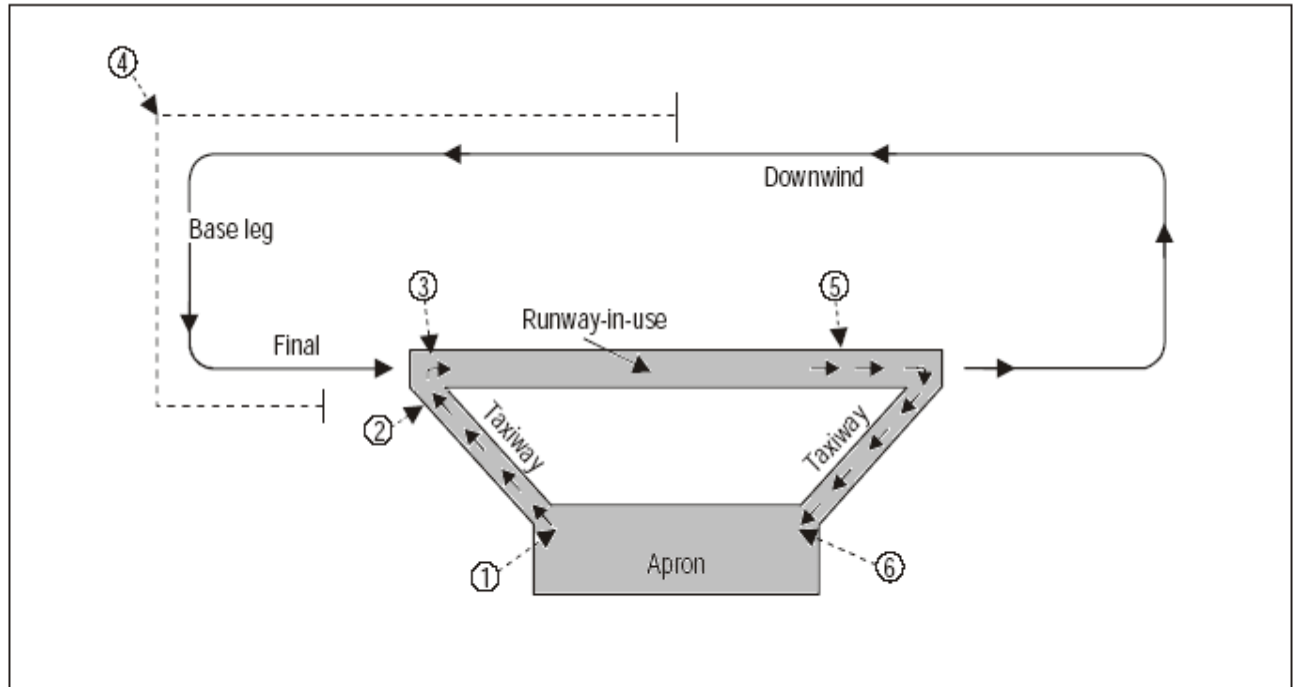 ④
Downwind
Base leg
③
⑤
Runway-in-use
Final
②
Taxiway
Taxiway
①
Apron
⑥